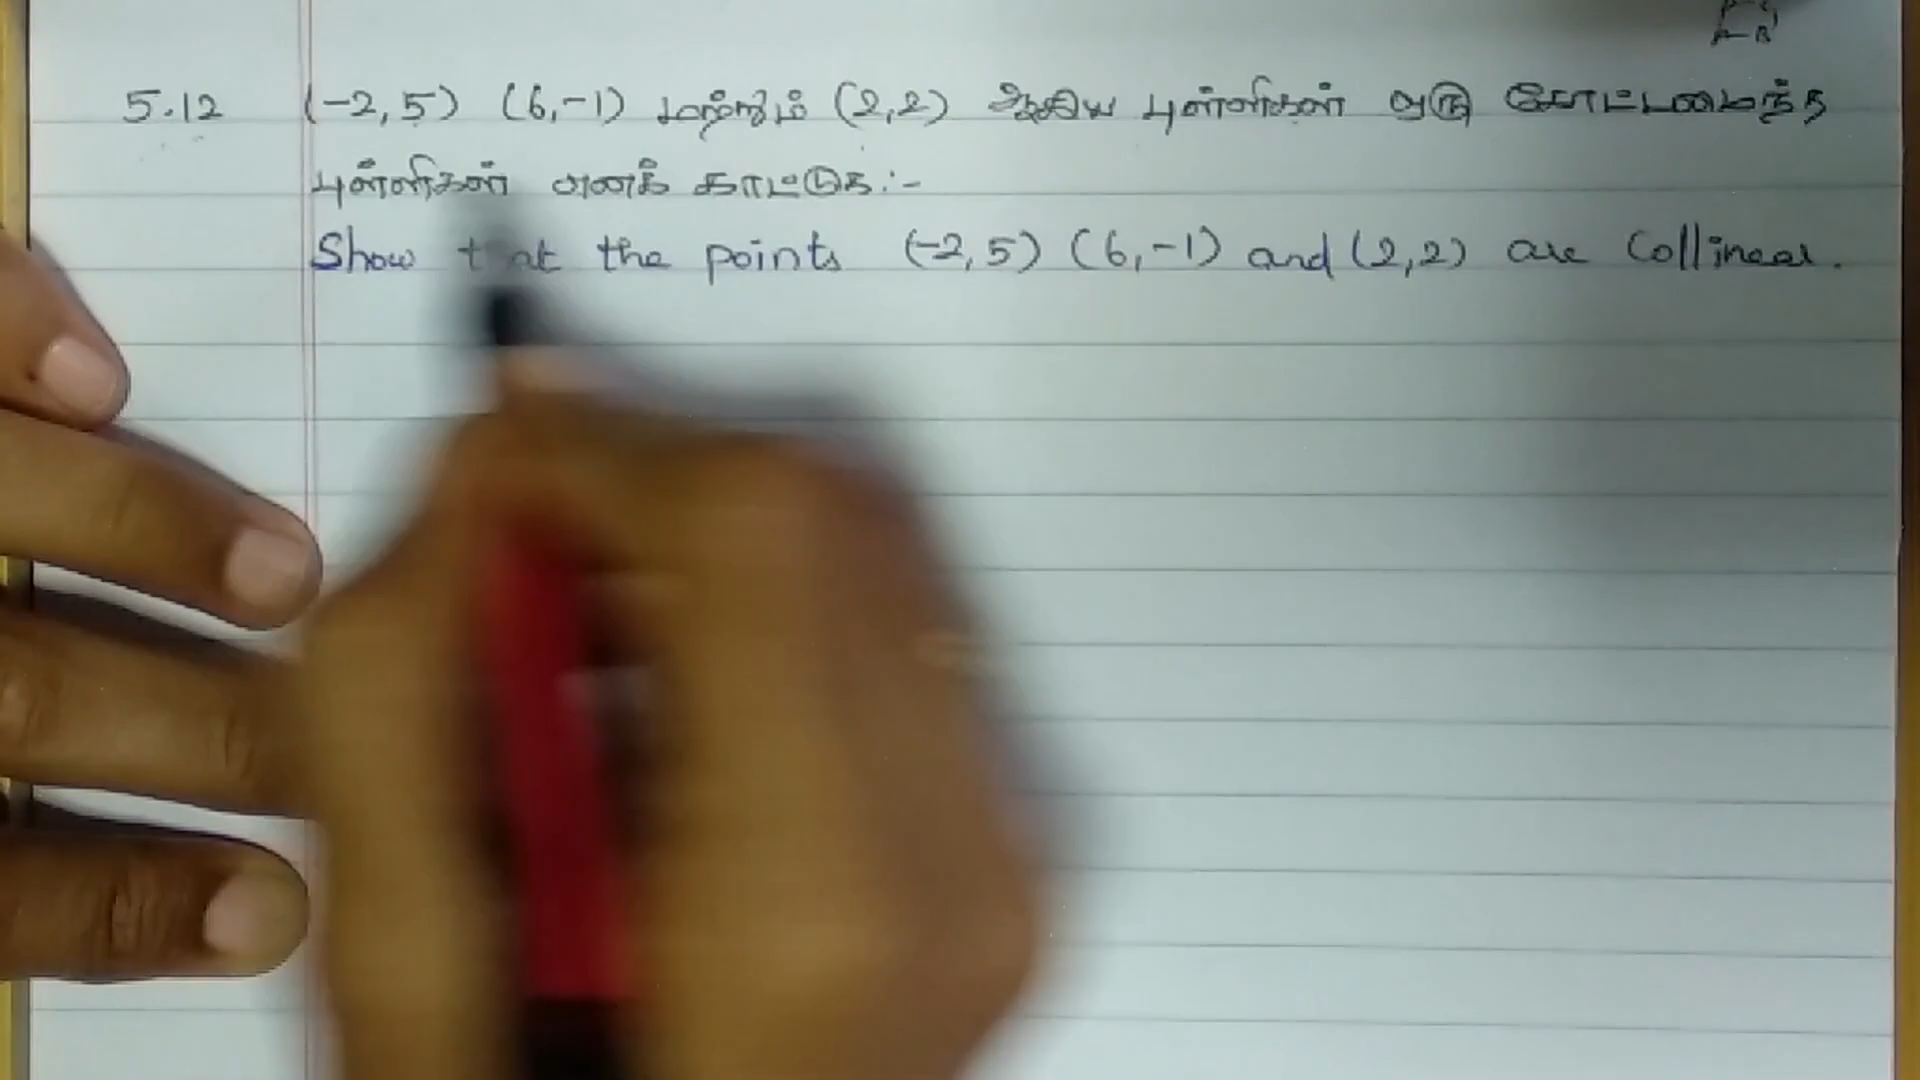 5.12 (-2,5) (6,-1) மற்றும் (2,2) ஆகிய புள்ளிகள் ஒரு கோட்டமைந்த
புள்ளிகள் எனக் காட்டுக:-
Show that the points (-2,5) (6,-1) and (2,2) are Collinear.